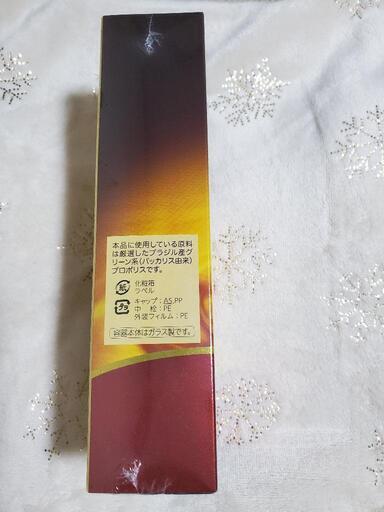 本品に使用している原料
は厳選したブラジル産グ
リーン系(バッカリス由来)
プロポリスです。
紙 化粧箱
ラベル
プラ キャップ:AS,PP
中 栓:PE
外装フィルム:PE
容器本体はガラス製です。